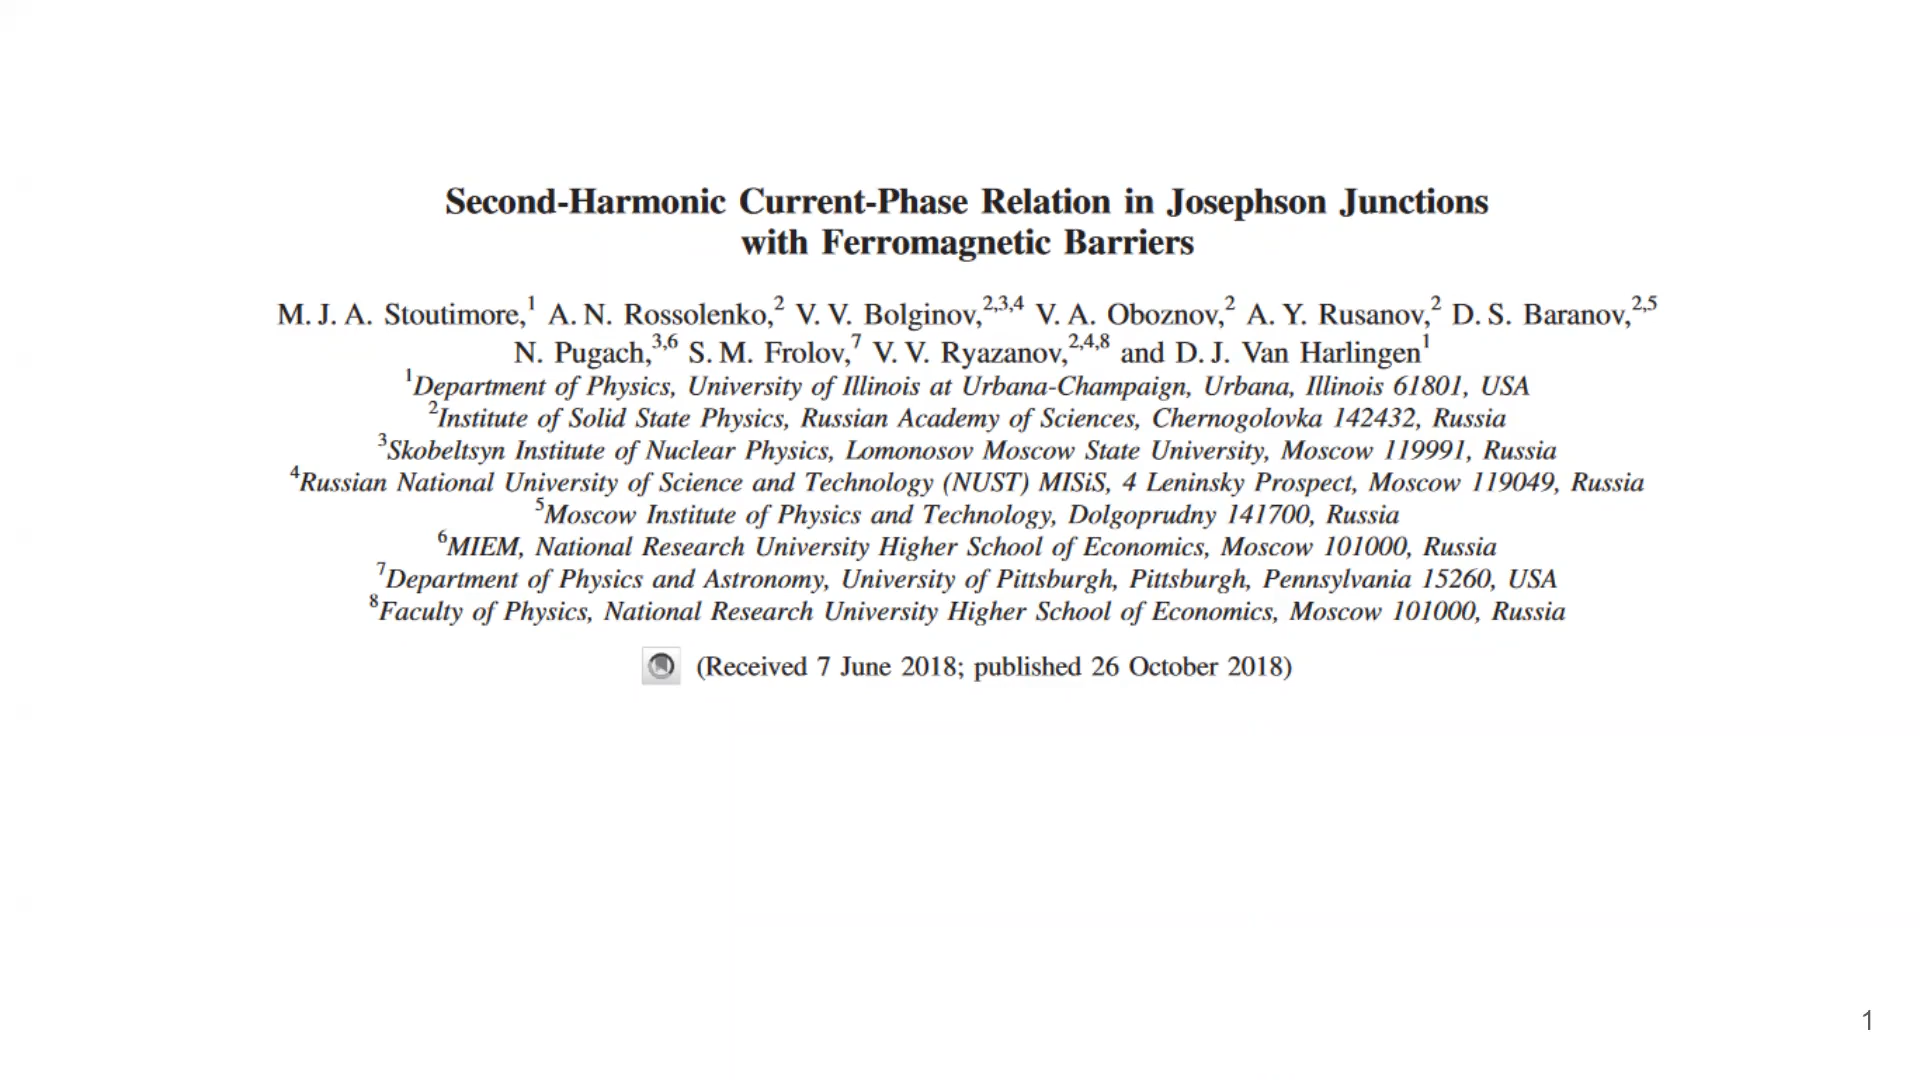 Second-Harmonic Current-Phase Relation in Josephson Junctions
with Ferromagnetic Barriers
M. J. A. Stoutimore,1 A. N. Rossolenko,2 V. V. Bolginov,2,3,4 V. A. Oboznov,2 A. Y. Rusanov,2 D. S. Baranov,2,5
N. Pugach,3,6 S. M. Frolov,7 V. V. Ryazanov,2,4,8 and D. J. Van Harlingen1
1Department of Physics, University of Illinois at Urbana-Champaign, Urbana, Illinois 61801, USA
2Institute of Solid State Physics, Russian Academy of Sciences, Chernogolovka 142432, Russia
3Skobeltsyn Institute of Nuclear Physics, Lomonosov Moscow State University, Moscow 119991, Russia
4Russian National University of Science and Technology (NUST) MISiS, 4 Leninsky Prospect, Moscow 119049, Russia
5Moscow Institute of Physics and Technology, Dolgoprudny 141700, Russia
6MIEM, National Research University Higher School of Economics, Moscow 101000, Russia
7Department of Physics and Astronomy, University of Pittsburgh, Pittsburgh, Pennsylvania 15260, USA
8Faculty of Physics, National Research University Higher School of Economics, Moscow 101000, Russia
(Received 7 June 2018; published 26 October 2018)
1